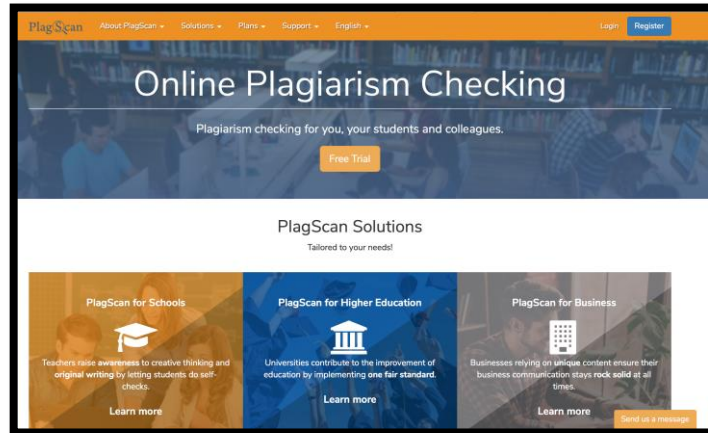 PlagScan About PlagScan Solutions Plans Support English Login Register
Online Plagiarism Checking
Plagiarism checking for you, your students and colleagues.
Free Trial
PlagScan Solutions
Tailored to your needs!
PlagScan for Schools
Teachers raise awareness to creative thinking and
original writing by letting students do self-
checks.
Learn more
PlagScan for Higher Education
Universities contribute to the improvement of
education by implementing one fair standard.
Learn more
PlagScan for Business
Businesses relying on unique content ensure their
business communication stays rock solid at all
times.
Learn more
Send us a message